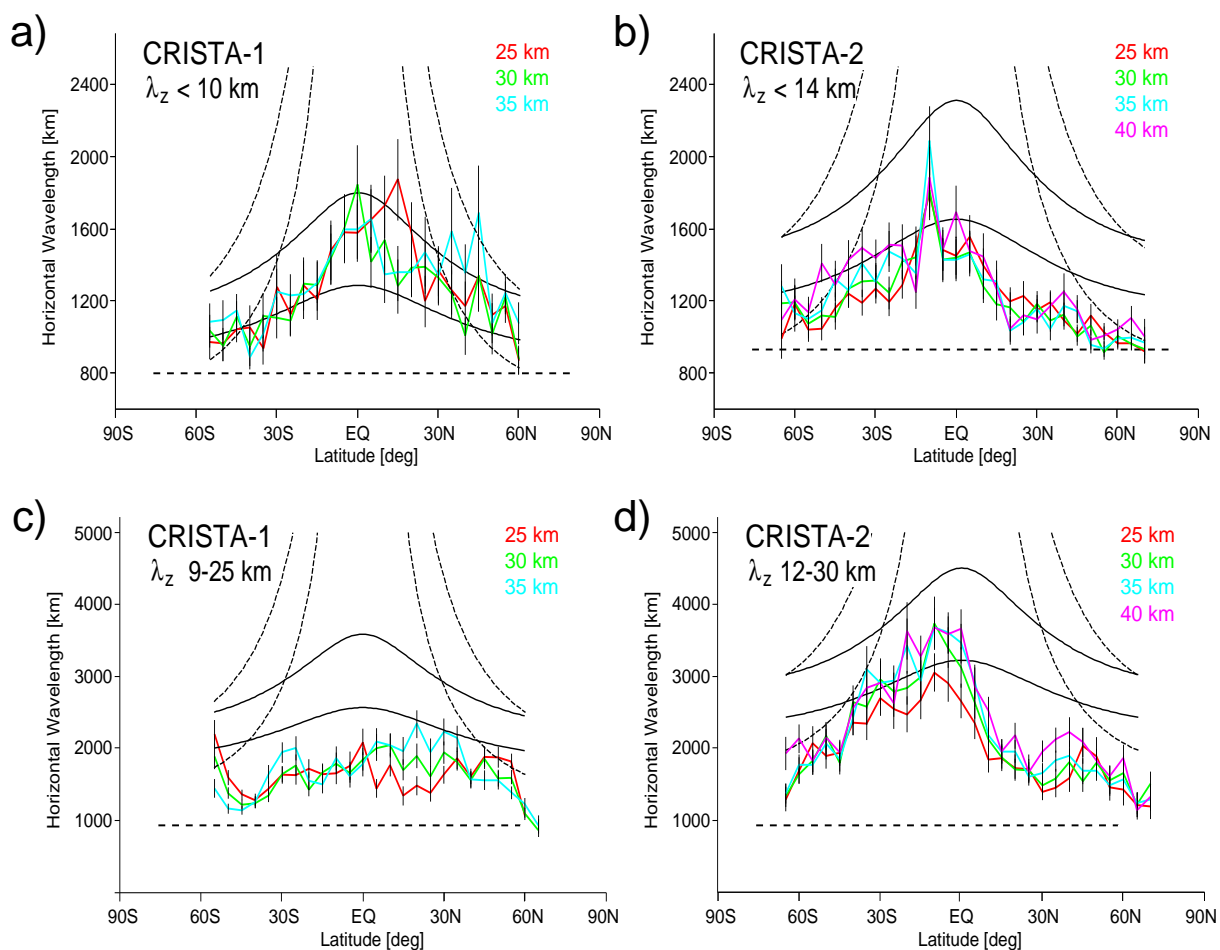 a)
CRISTA-1
λz < 10 km
25 km
30 km
35 km
Horizontal Wavelength [km]
2400
2000
1600
1200
800
90S 60S 30S EQ 30N 60N 90N
Latitude [deg]
b)
CRISTA-2
λz < 14 km
25 km
30 km
35 km
40 km
Horizontal Wavelength [km]
2400
2000
1600
1200
800
90S 60S 30S EQ 30N 60N 90N
Latitude [deg]
c)
CRISTA-1
λz 9-25 km
25 km
30 km
35 km
Horizontal Wavelength [km]
5000
4000
3000
2000
1000
90S 60S 30S EQ 30N 60N 90N
Latitude [deg]
d)
CRISTA-2
λz 12-30 km
25 km
30 km
35 km
40 km
Horizontal Wavelength [km]
5000
4000
3000
2000
1000
90S 60S 30S EQ 30N 60N 90N
Latitude [deg]